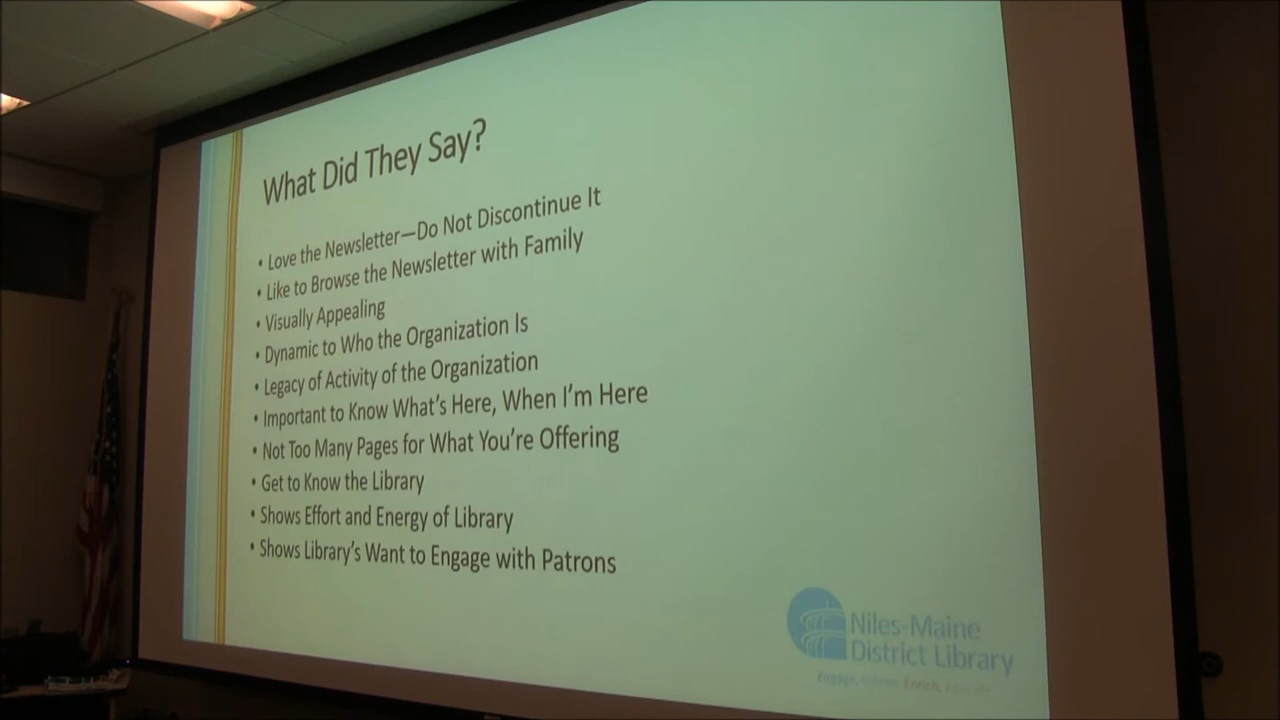 What Did They Say?
• Love the Newsletter—Do Not Discontinue It
• Like to Browse the Newsletter with Family
• Visually Appealing
• Dynamic to Who the Organization Is
• Legacy of Activity of the Organization
• Important to Know What's Here, When I'm Here
• Not Too Many Pages for What You're Offering
• Get to Know the Library
• Shows Effort and Energy of Library
• Shows Library's Want to Engage with Patrons
Niles-Maine
District Library
Engage, Enrich,